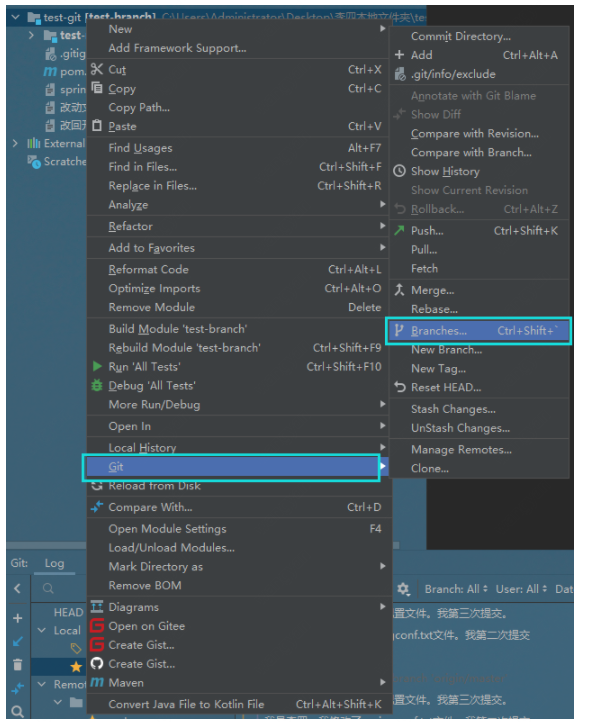 test-git [test-branch] C:\Users\Administrator\Desktop\李四本地文件夹\te
test-
.gitig
pom.
sprin
改动
改回
External
Scratche
New
Add Framework Support...
Cut Ctrl+X
Copy Ctrl+C
Copy Path...
Paste Ctrl+V
Find Usages Alt+F7
Find in Files... Ctrl+Shift+F
Replace in Files... Ctrl+Shift+R
Analyze
Refactor
Add to Favorites
Reformat Code Ctrl+Alt+L
Optimize Imports Ctrl+Alt+O
Remove Module Delete
Build Module 'test-branch'
Rebuild Module 'test-branch' Ctrl+Shift+F9
Run 'All Tests' Ctrl+Shift+F10
Debug 'All Tests'
More Run/Debug
Open In
Local History
Git
Reload from Disk
Compare With... Ctrl+D
Open Module Settings F4
Load/Unload Modules...
Mark Directory as
Remove BOM
Diagrams
Open on Gitee
Create Gist...
Create Gist...
Maven
Convert Java File to Kotlin File Ctrl+Alt+Shift+K
Commit Directory...
Add Ctrl+Alt+A
.git/info/exclude
Annotate with Git Blame
Show Diff
Compare with Revision...
Compare with Branch...
Show History
Show Current Revision
Rollback... Ctrl+Alt+Z
Push... Ctrl+Shift+K
Pull...
Fetch
Merge...
Rebase...
Branches... Ctrl+Shift+`
New Branch...
New Tag...
Reset HEAD...
Stash Changes...
UnStash Changes...
Manage Remotes...
Clone...
Git: Log
Branch: All User: All Dat
HEAD
Local
Remot
置文件。我第三次提交。
gconf.txt文件。我第二次提交
置文件。我第三次提交。